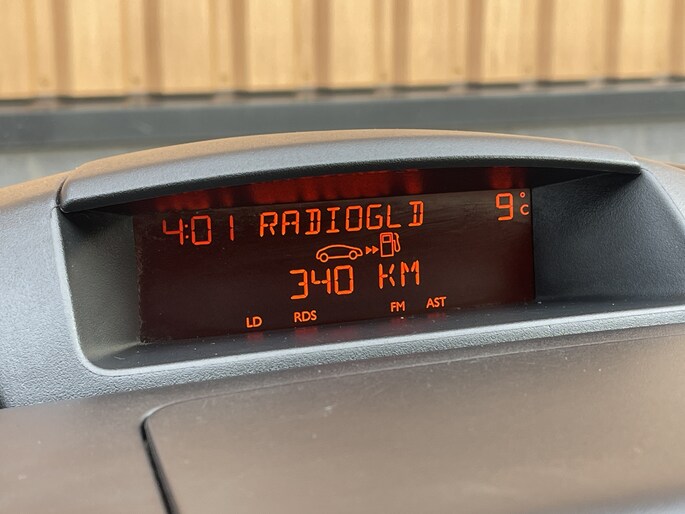 4:01 RADIOGLD 9°C
340 KM
LD RDS FM AST